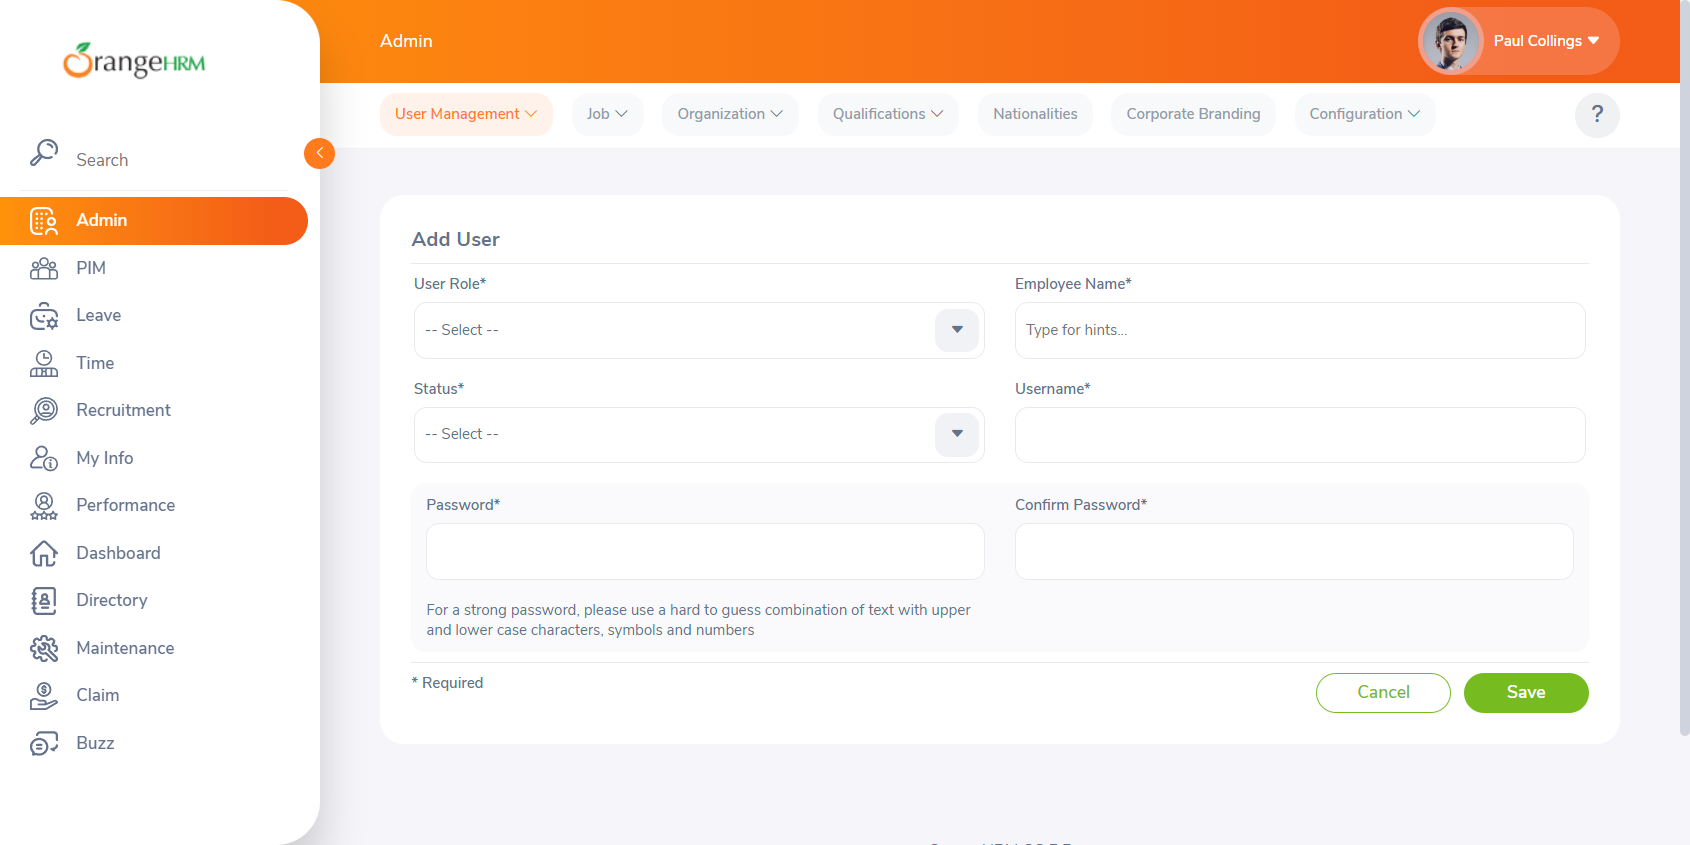 OrangeHRM
Search
Admin
PIM
Leave
Time
Recruitment
My Info
Performance
Dashboard
Directory
Maintenance
Claim
Buzz
Admin
Paul Collings
User Management
Job
Organization
Qualifications
Nationalities
Corporate Branding
Configuration
?
Add User
User Role*
-- Select --
Employee Name*
Type for hints...
Status*
-- Select --
Username*
Password*
Confirm Password*
For a strong password, please use a hard to guess combination of text with upper
and lower case characters, symbols and numbers
* Required
Cancel
Save